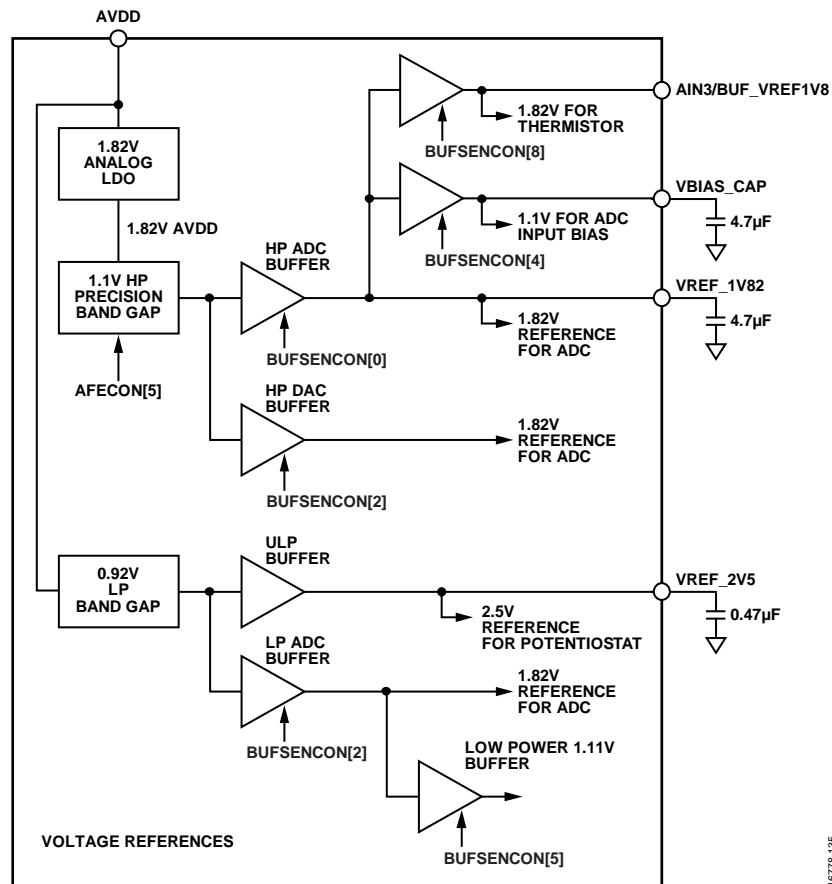 AVDD
AIN3/BUF_VREF1V8
1.82V FOR
THERMISTOR
BUFSENCON[8]
1.82V
ANALOG
LDO
VBIAS_CAP
4.7µF
1.1V FOR ADC
INPUT BIAS
BUFSENCON[4]
1.82V AVDD
HP ADC
BUFFER
1.1V HP
PRECISION
BAND GAP
VREF_1V82
4.7µF
1.82V
REFERENCE
FOR ADC
BUFSENCON[0]
AFECON[5]
HP DAC
BUFFER
1.82V
REFERENCE
FOR ADC
BUFSENCON[2]
ULP
BUFFER
0.92V
LP
BAND GAP
VREF_2V5
0.47µF
2.5V
REFERENCE
FOR POTENTIOSTAT
LP ADC
BUFFER
1.82V
REFERENCE
FOR ADC
BUFSENCON[2]
LOW POWER 1.11V
BUFFER
VOLTAGE REFERENCES
BUFSENCON[5]
16778-135